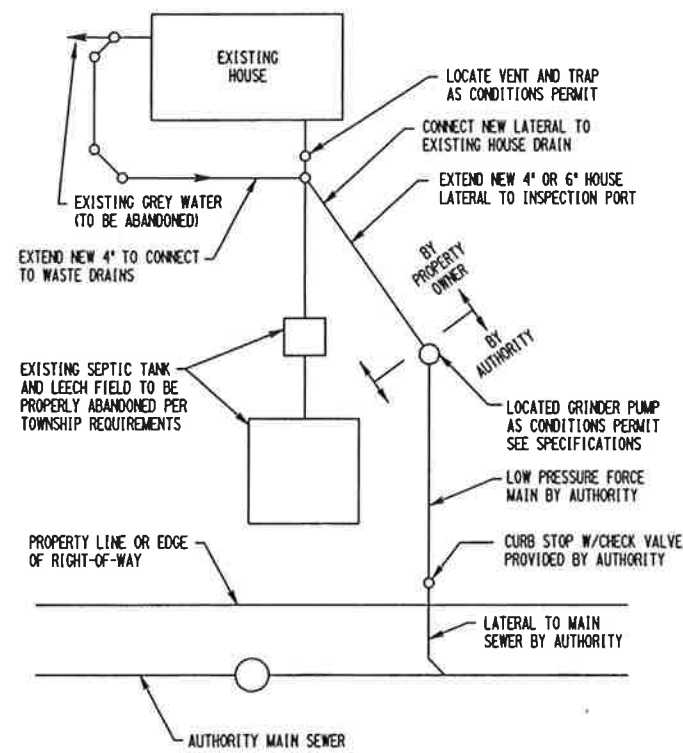 EXISTING
HOUSE
LOCATE VENT AND TRAP
AS CONDITIONS PERMIT
CONNECT NEW LATERAL TO
EXISTING HOUSE DRAIN
EXTEND NEW 4" OR 6" HOUSE
LATERAL TO INSPECTION PORT
EXISTING GREY WATER
(TO BE ABANDONED)
EXTEND NEW 4" TO CONNECT
TO WASTE DRAINS
BY
PROPERTY
OWNER
BY
AUTHORITY
EXISTING SEPTIC TANK
AND LEECH FIELD TO BE
PROPERLY ABANDONED PER
TOWNSHIP REQUIREMENTS
LOCATED GRINDER PUMP
AS CONDITIONS PERMIT
SEE SPECIFICATIONS
LOW PRESSURE FORCE
MAIN BY AUTHORITY
PROPERTY LINE OR EDGE
OF RIGHT-OF-WAY
CURB STOP W/CHECK VALVE
PROVIDED BY AUTHORITY
LATERAL TO MAIN
SEWER BY AUTHORITY
AUTHORITY MAIN SEWER